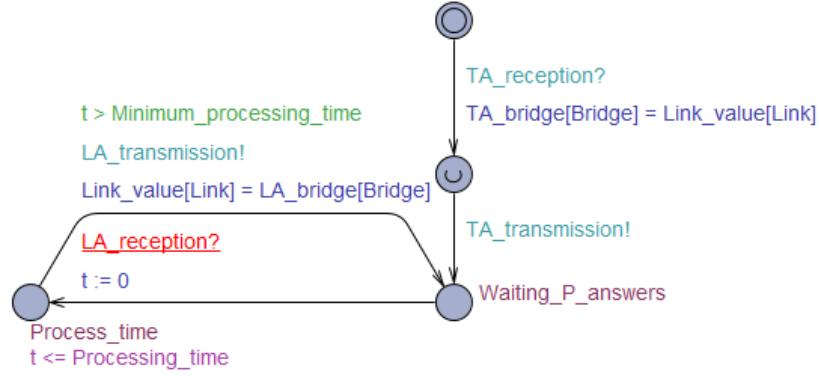 TA_reception?
TA_bridge[Bridge] = Link_value[Link]
t > Minimum_processing_time
LA_transmission!
Link_value[Link] = LA_bridge[Bridge]
TA_transmission!
LA_reception?
t := 0
Waiting_P_answers
Process_time
t <= Processing_time